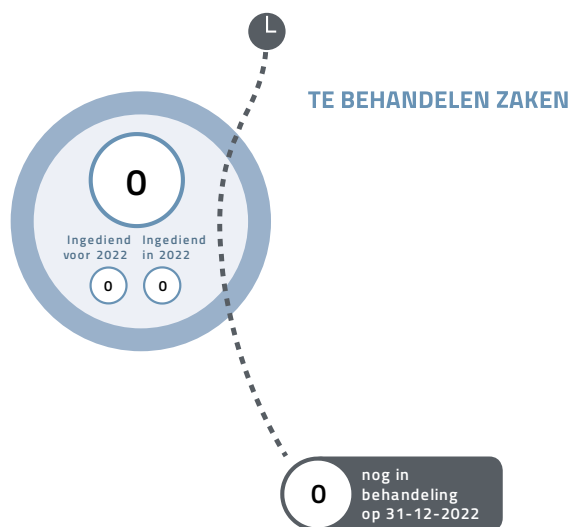 TE BEHANDELEN ZAKEN
0
Ingediend voor 2022
Ingediend in 2022
0
0
0
nog in
behandeling
op 31-12-2022